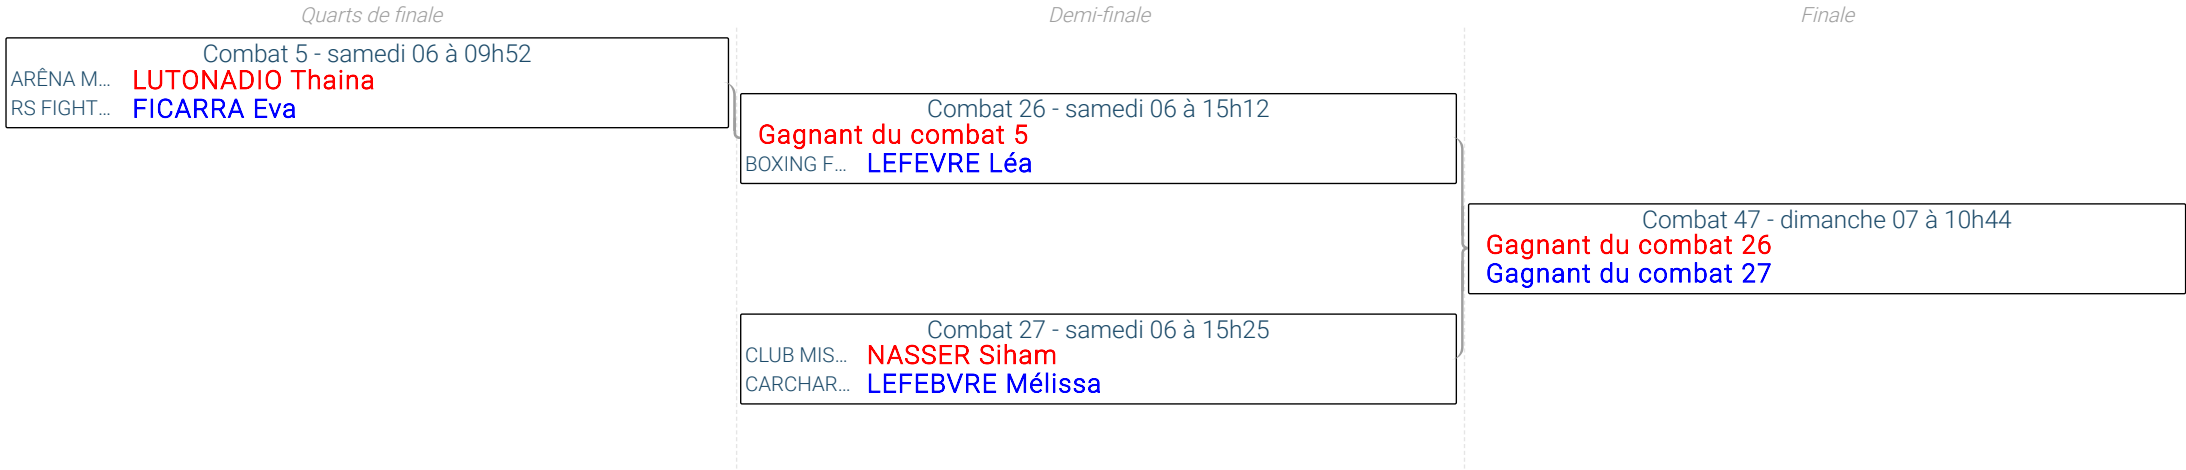 Quarts de finale
Demi-finale
Finale
Combat 5 - samedi 06 à 09h52
ARÊNA M... LUTONADIO Thaina
RS FIGHT... FICARRA Eva
Combat 26 - samedi 06 à 15h12
Gagnant du combat 5
BOXING F... LEFEVRE Léa
Combat 47 - dimanche 07 à 10h44
Gagnant du combat 26
Gagnant du combat 27
Combat 27 - samedi 06 à 15h25
CLUB MIS... NASSER Siham
CARCHAR... LEFEBVRE Mélissa